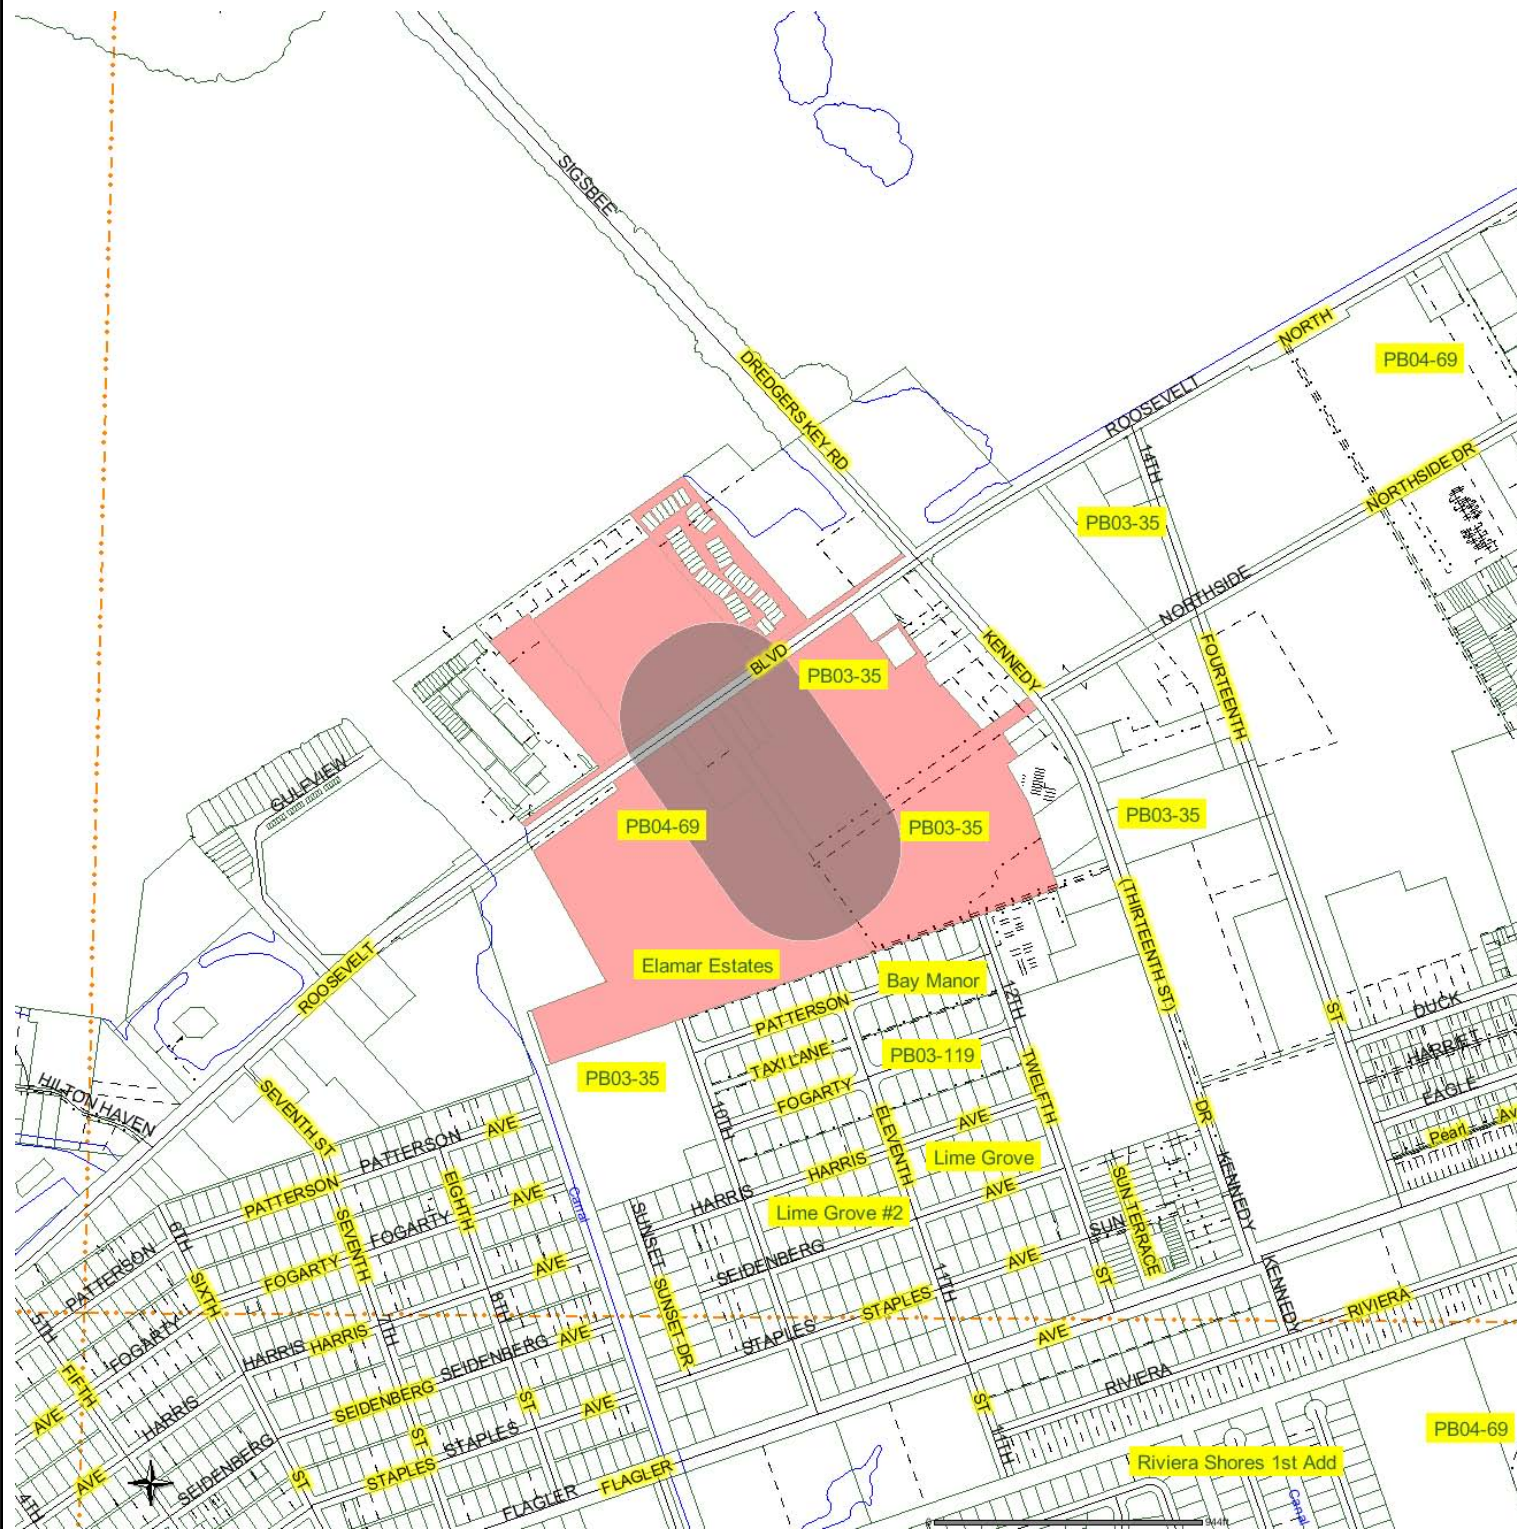 SIGSBEE
DREDGERS KEY RD
NORTH
PB04-69
ROOSEVELT
14TH
NORTHSIDE DR
PB03-35
NORTHSIDE
KENNEDY
BLVD
PB03-35
FOURTEENTH
GULFVIEW
PB04-69
PB03-35
PB03-35
(THIRTEENTH ST.)
ROOSEVELT
Elamar Estates
Bay Manor
12TH
PATTERSON
ST
DUCK
TAXI LANE
PB03-119
HARRIET
PB03-35
TWELFTH
HILTON HAVEN
SEVENTH ST
FOGARTY
EAGLE
10TH
ELEVENTH
DR
AVE
Pearl
Av
AVE
PATTERSON
HARRIS
Lime Grove
PATTERSON
EIGHTH
AVE
HARRIS
AVE
Canal
SUN TERRACE
KENNEDY
6TH
SEVENTH
FOGARTY
SUNSET
Lime Grove #2
SUN
PATTERSON
FOGARTY
AVE
SEIDENBERG
AVE
ST
KENNEDY
SIXTH
8TH
SUNSET DR
STAPLES
11TH
RIVIERA
5TH
FOGARTY
HARRIS
HARRIS
7TH
SEIDENBERG
AVE
STAPLES
AVE
FIFTH
SEIDENBERG
ST
AVE
ST
RIVIERA
AVE
HARRIS
ST
STAPLES
11TH
PB04-69
AVE
SEIDENBERG
ST
STAPLES
FLAGLER
Riviera Shores 1st Add
4TH
FLAGLER
Canal
0
944ft